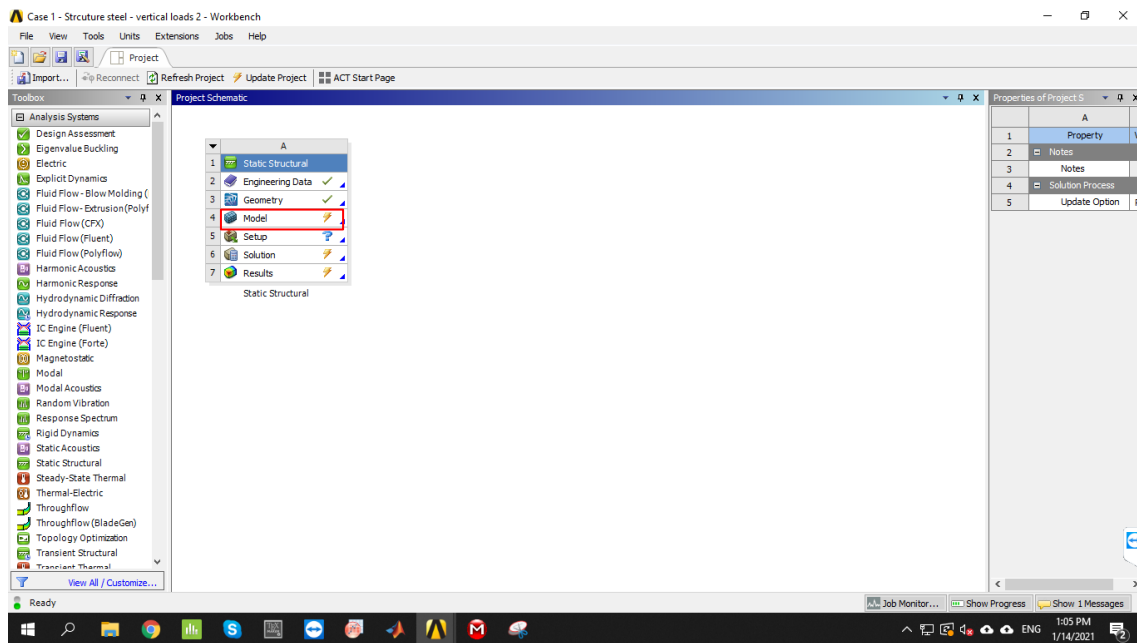 Case 1 - Strcuture steel - vertical loads 2 - Workbench
File View Tools Units Extensions Jobs Help
Project
Import... Reconnect Refresh Project Update Project ACT Start Page
Toolbox
Analysis Systems
Design Assessment
Eigenvalue Buckling
Electric
Explicit Dynamics
Fluid Flow - Blow Molding (
Fluid Flow - Extrusion (Polyf
Fluid Flow (CFX)
Fluid Flow (Fluent)
Fluid Flow (Polyflow)
Harmonic Acoustics
Harmonic Response
Hydrodynamic Diffraction
Hydrodynamic Response
IC Engine (Fluent)
IC Engine (Forte)
Magnetostatic
Modal
Modal Acoustics
Random Vibration
Response Spectrum
Rigid Dynamics
Static Acoustics
Static Structural
Steady-State Thermal
Thermal-Electric
Throughflow
Throughflow (BladeGen)
Topology Optimization
Transient Structural
Transient Thermal
View All / Customize...
Project Schematic
A
1 Static Structural
2 Engineering Data
3 Geometry
4 Model
5 Setup
6 Solution
7 Results
Static Structural
Properties of Project S
A
1 Property
2 Notes
3 Notes
4 Solution Process
5 Update Option
Ready
Job Monitor... Show Progress Show 1 Messages
ENG
1:05 PM
1/14/2021
2